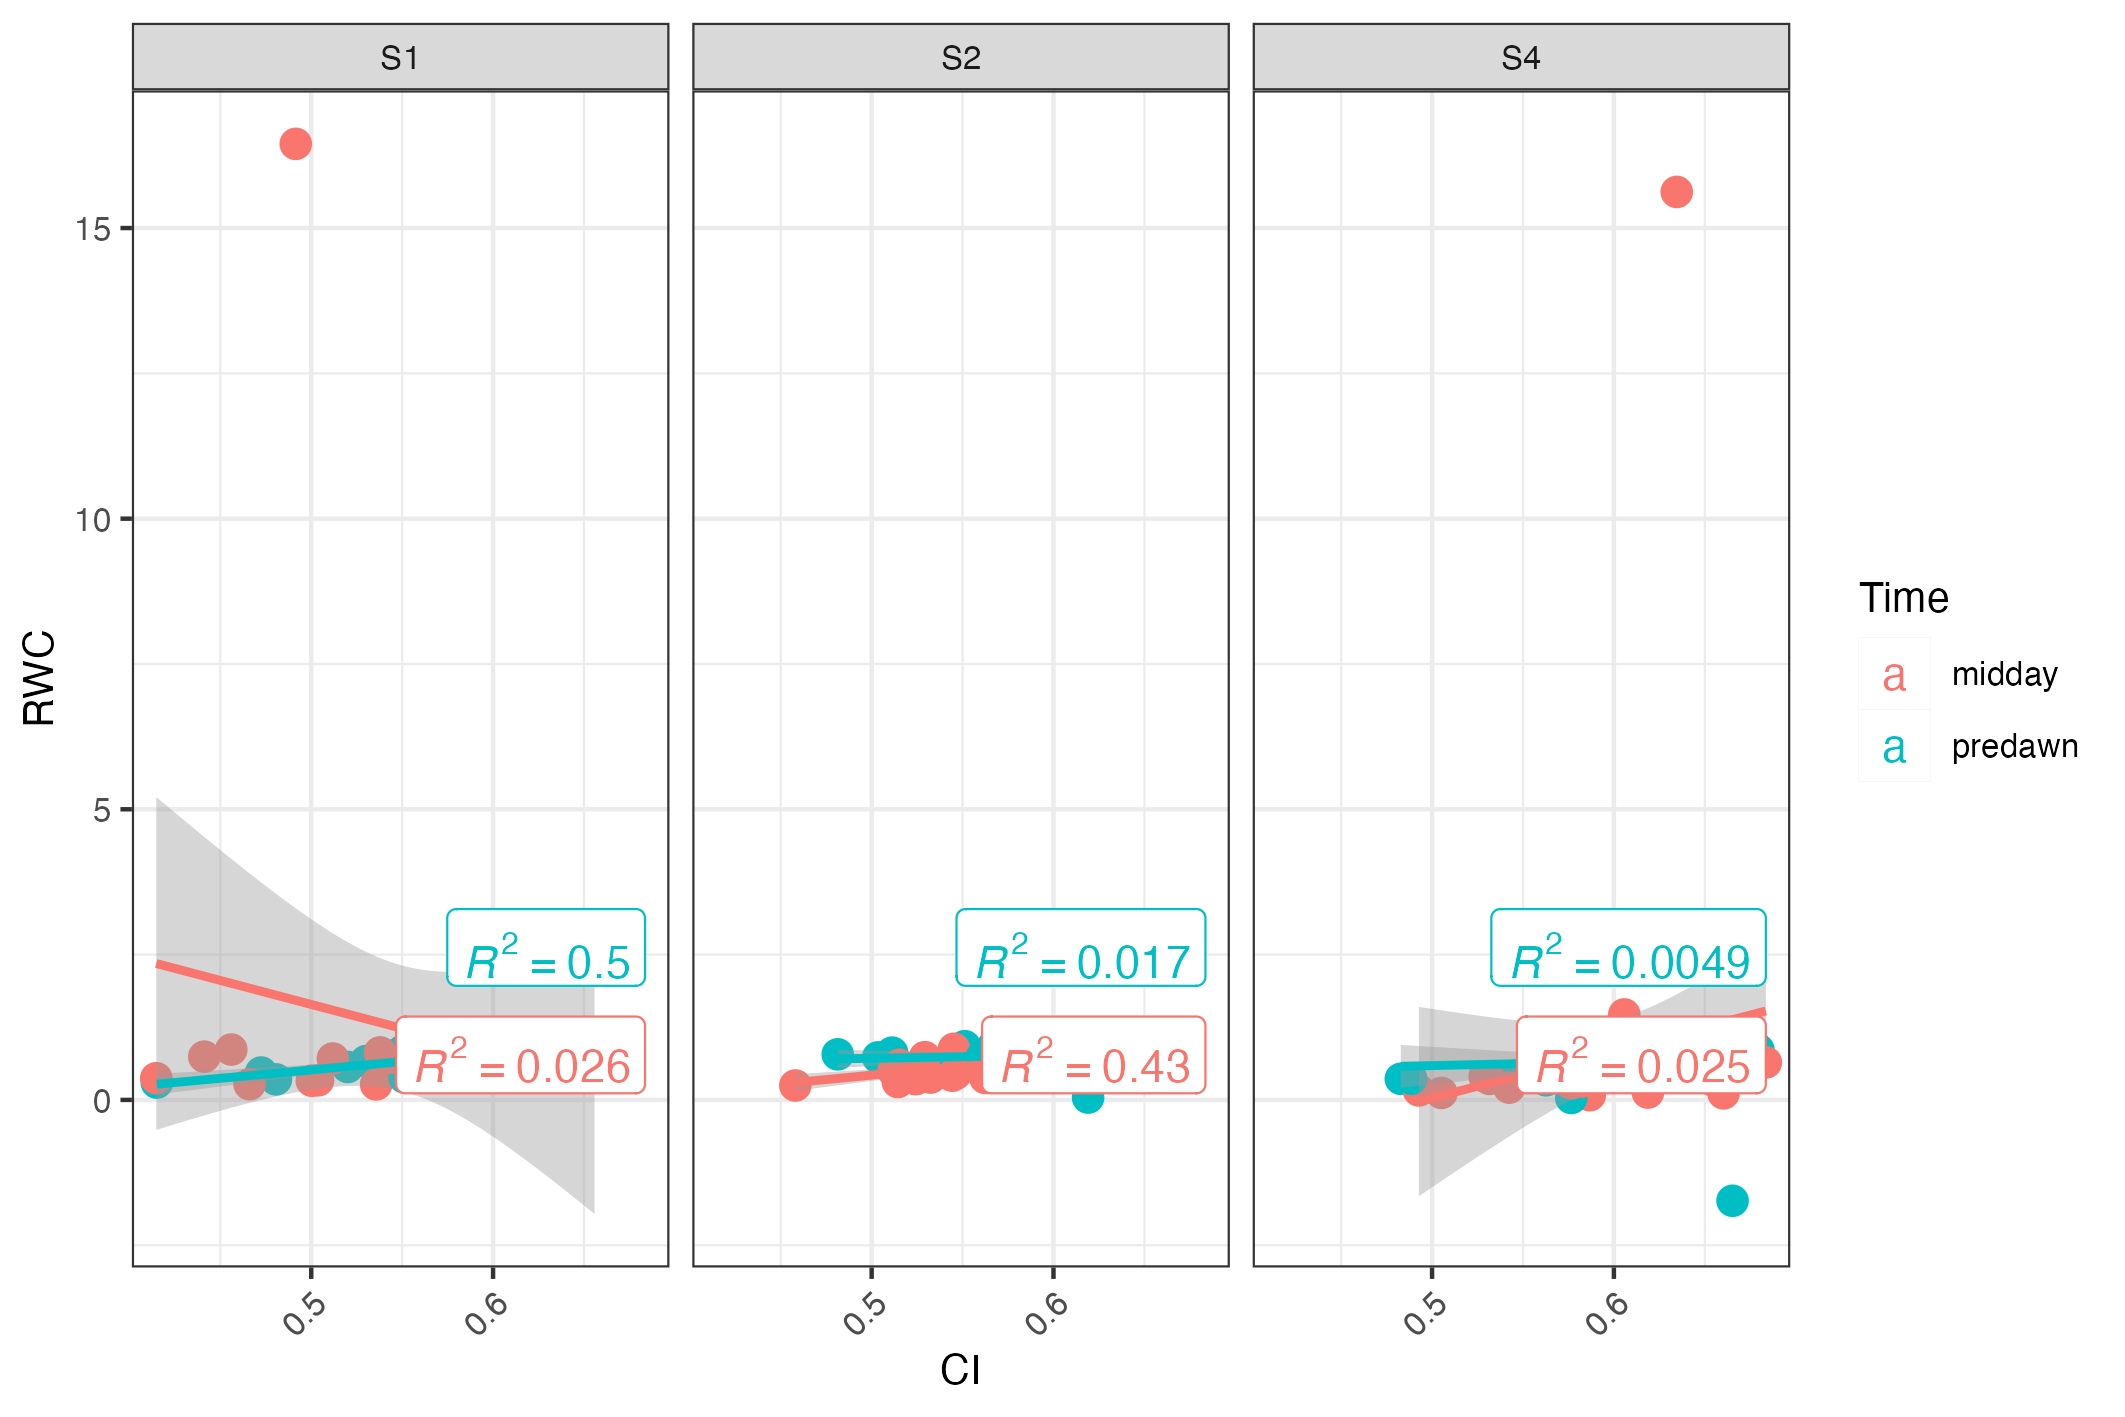 S1
S2
S4
15
10
5
0
RWC
R² = 0.5
R² = 0.017
R² = 0.0049
R² = 0.026
R² = 0.43
R² = 0.025
0.5
0.6
0.5
0.6
0.5
0.6
CI
Time
a midday
a predawn